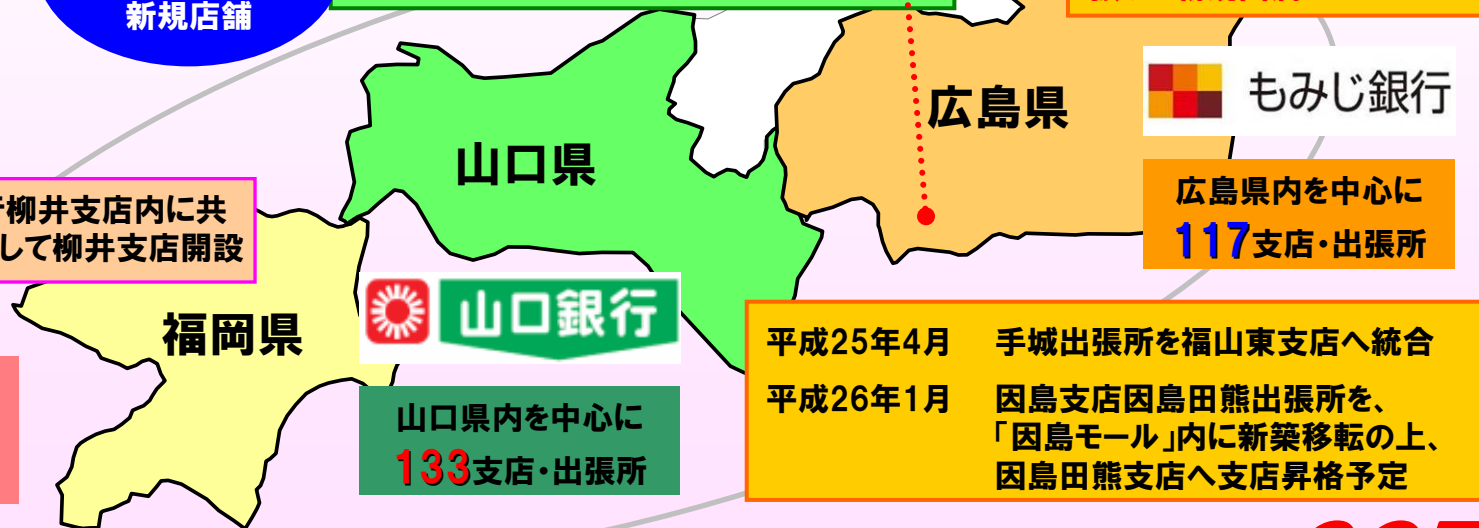 新規店舗
広島県
もみじ銀行
山口県
広島県内を中心に
117支店・出張所
柳井支店内に共
して柳井支店開設
福岡県
山口銀行
山口県内を中心に
133支店・出張所
平成25年4月 手城出張所を福山東支店へ統合
平成26年1月 因島支店因島田熊出張所を、
「因島モール」内に新築移転の上、
因島田熊支店へ支店昇格予定